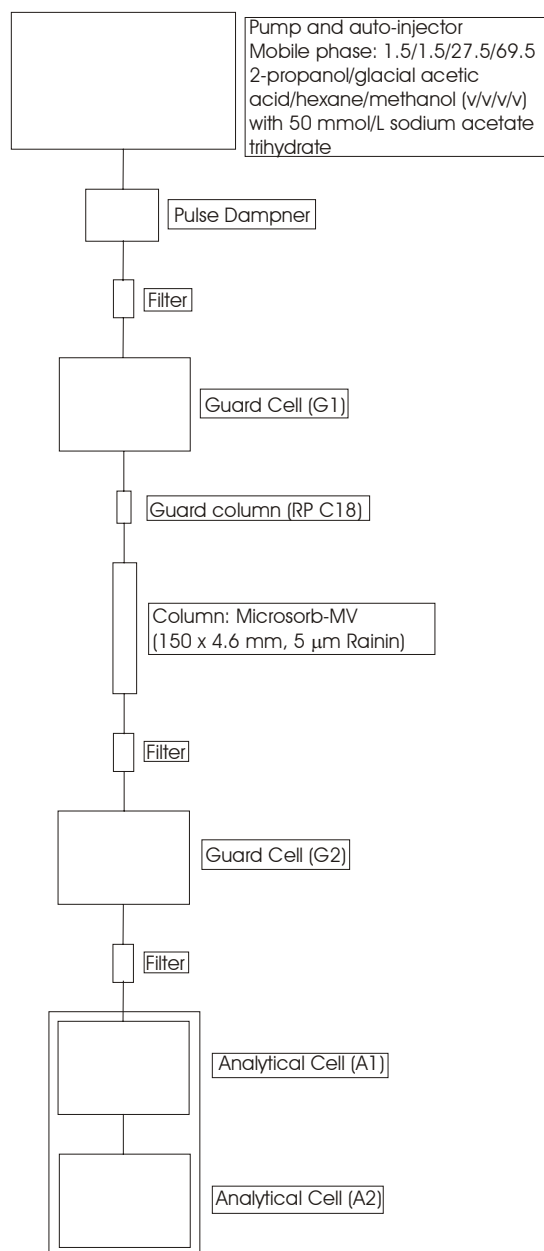 Pump and auto-injector
Mobile phase: 1.5/1.5/27.5/69.5
2-propanol/glacial acetic
acid/hexane/methanol (v/v/v/v)
with 50 mmol/L sodium acetate
trihydrate
Pulse Dampner
Filter
Guard Cell (G1)
Guard column (RP C18)
Column: Microsorb-MV
(150 x 4.6 mm, 5 μm Rainin)
Filter
Guard Cell (G2)
Filter
Analytical Cell (A1)
Analytical Cell (A2)